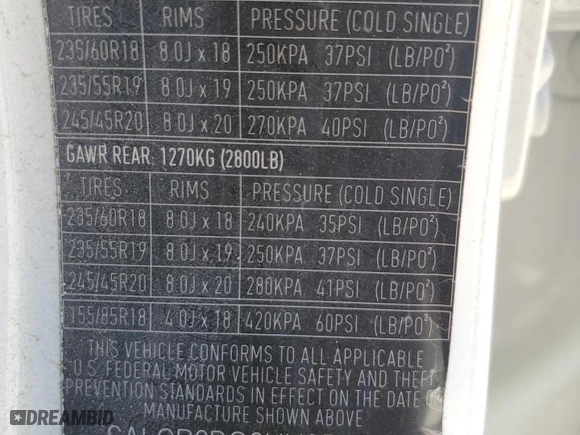 TIRES RIMS PRESSURE (COLD SINGLE)
235/60R18 8.0J x 18 250KPA 37PSI (LB/PO²)
235/55R19 8.0J x 19 250KPA 37PSI (LB/PO²)
245/45R20 8.0J x 20 270KPA 40PSI (LB/PO²)
GAWR REAR: 1270KG (2800LB)
TIRES RIMS PRESSURE (COLD SINGLE)
235/60R18 8.0J x 18 240KPA 35PSI (LB/PO²)
235/55R19 8.0J x 19 250KPA 37PSI (LB/PO²)
245/45R20 8.0J x 20 280KPA 41PSI (LB/PO²)
155/85R18 4.0J x 18 420KPA 60PSI (LB/PO²)
THIS VEHICLE CONFORMS TO ALL APPLICABLE
U.S. FEDERAL MOTOR VEHICLE SAFETY AND THEFT
PREVENTION STANDARDS IN EFFECT ON THE DATE O
MANUFACTURE SHOWN ABOVE
DREAMBID